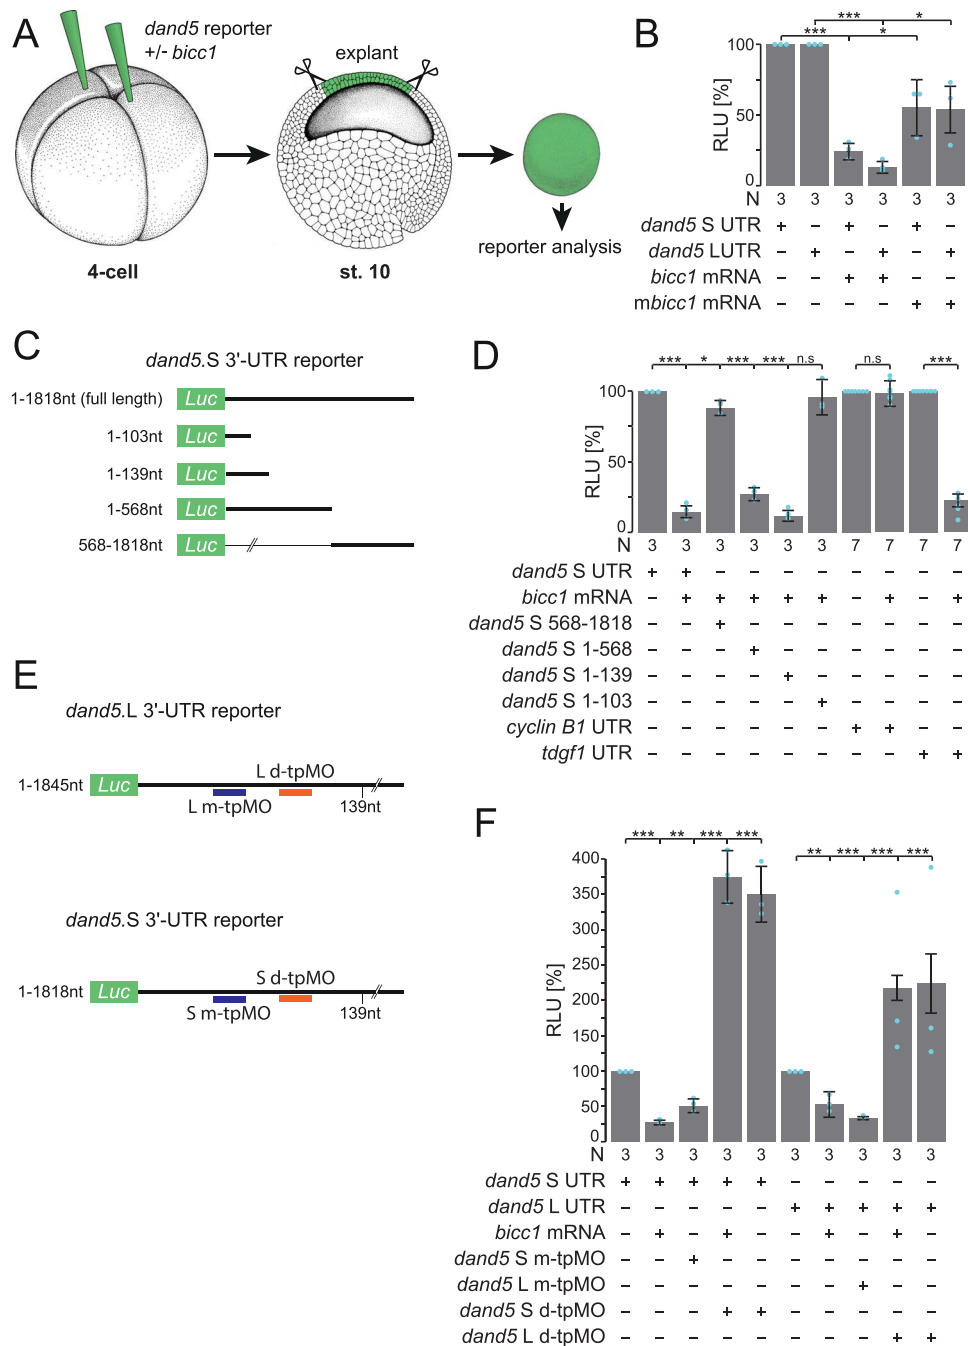 A
dand5 reporter
+/- bicc1
explant
4-cell
st. 10
reporter analysis
B
*** *
*** *
RLU [%]
100
50
0
N 3 3 3 3 3 3
dand5 S UTR + – + – + –
dand5 LUTR – + – + – +
bicc1 mRNA – – + + – –
mbicc1 mRNA – – – – + +
C
dand5.S 3'-UTR reporter
1-1818nt (full length) Luc
1-103nt Luc
1-139nt Luc
1-568nt Luc
568-1818nt Luc
D
*** * *** *** n.s n.s ***
RLU [%]
100
50
0
N 3 3 3 3 3 3 7 7 7 7
dand5 S UTR + + – – – – – – – –
bicc1 mRNA – + + + + + – + – +
dand5 S 568-1818 – – + – – – – – – –
dand5 S 1-568 – – – + – – – – – –
dand5 S 1-139 – – – – + – – – – –
dand5 S 1-103 – – – – – + – – – –
cyclin B1 UTR – – – – – – + + – –
tdgf1 UTR – – – – – – – – + +
E
dand5.L 3'-UTR reporter
L d-tpMO
1-1845nt Luc
L m-tpMO 139nt
dand5.S 3'-UTR reporter
S d-tpMO
1-1818nt Luc
S m-tpMO 139nt
F
*** ** *** *** ** *** *** ***
RLU [%]
400
350
300
250
200
150
100
50
0
N 3 3 3 3 3 3 3 3 3 3
dand5 S UTR + + + + + – – – – –
dand5 L UTR – – – – – + + + + +
bicc1 mRNA – + – + – – + – + –
dand5 S m-tpMO – – + – – – – – – –
dand5 L m-tpMO – – – – – – – + – –
dand5 S d-tpMO – – – + + – – – – –
dand5 L d-tpMO – – – – – – – – + +